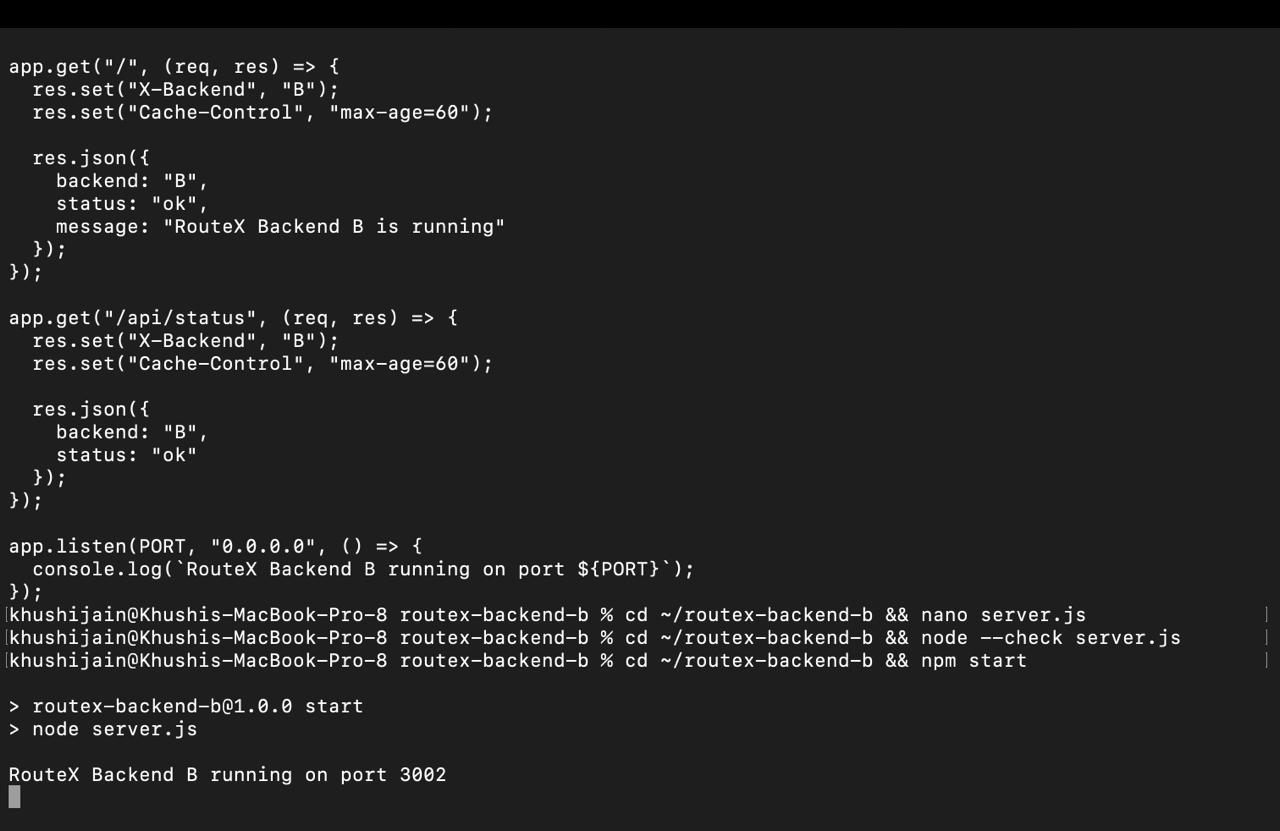 app.get("/", (req, res) => {
  res.set("X-Backend", "B");
  res.set("Cache-Control", "max-age=60");
  res.json({
    backend: "B",
    status: "ok",
    message: "RouteX Backend B is running"
  });
});
app.get("/api/status", (req, res) => {
  res.set("X-Backend", "B");
  res.set("Cache-Control", "max-age=60");
  res.json({
    backend: "B",
    status: "ok"
  });
});
app.listen(PORT, "0.0.0.0", () => {
  console.log(`RouteX Backend B running on port ${PORT}`);
});
[khushijain@Khushis-MacBook-Pro-8 routex-backend-b % cd ~/routex-backend-b && nano server.js ]
[khushijain@Khushis-MacBook-Pro-8 routex-backend-b % cd ~/routex-backend-b && node --check server.js ]
[khushijain@Khushis-MacBook-Pro-8 routex-backend-b % cd ~/routex-backend-b && npm start ]
> routex-backend-b@1.0.0 start
> node server.js
RouteX Backend B running on port 3002